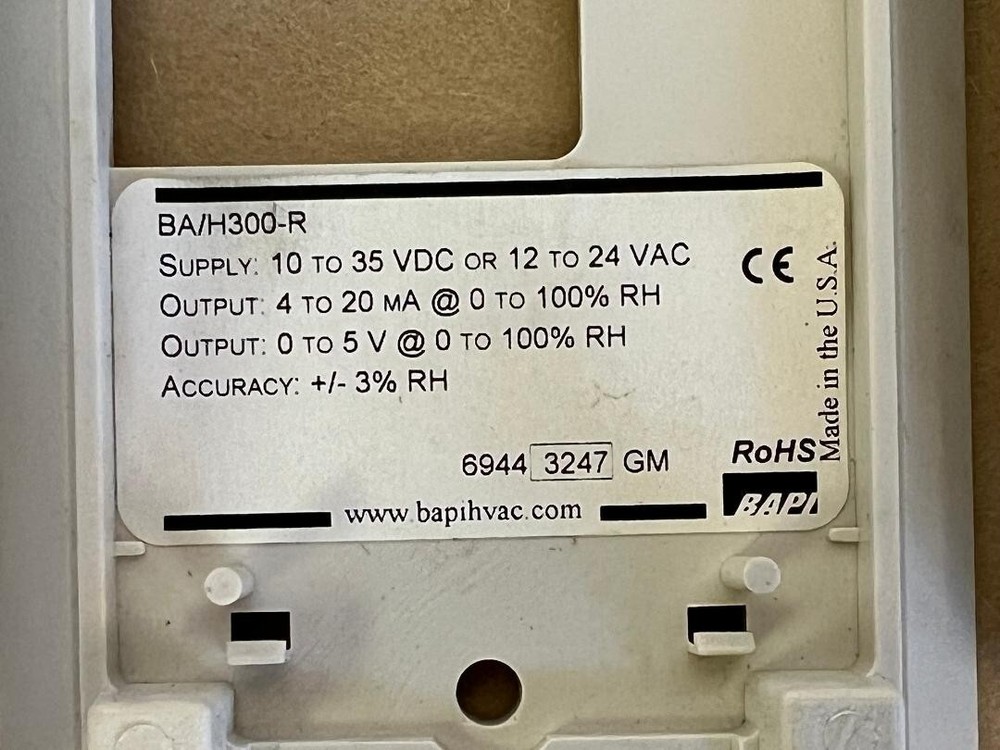 BA/H300-R
SUPPLY: 10 TO 35 VDC OR 12 TO 24 VAC
OUTPUT: 4 TO 20 MA @ 0 TO 100% RH
OUTPUT: 0 TO 5 V @ 0 TO 100% RH
ACCURACY: +/- 3% RH
CE
Made in the U.S.A.
6944 3247 GM
RoHS
www.bapihvac.com
BAPI